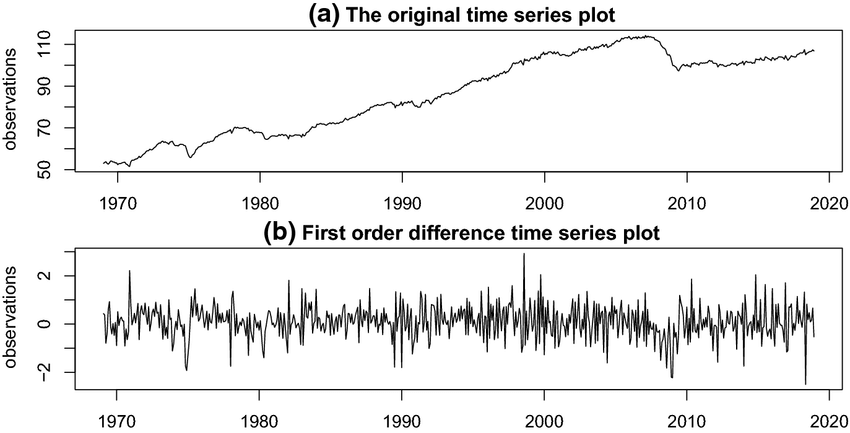 (a) The original time series plot
observations
110
90
70
50
1970 1980 1990 2000 2010 2020
(b) First order difference time series plot
observations
2
0
−2
1970 1980 1990 2000 2010 2020